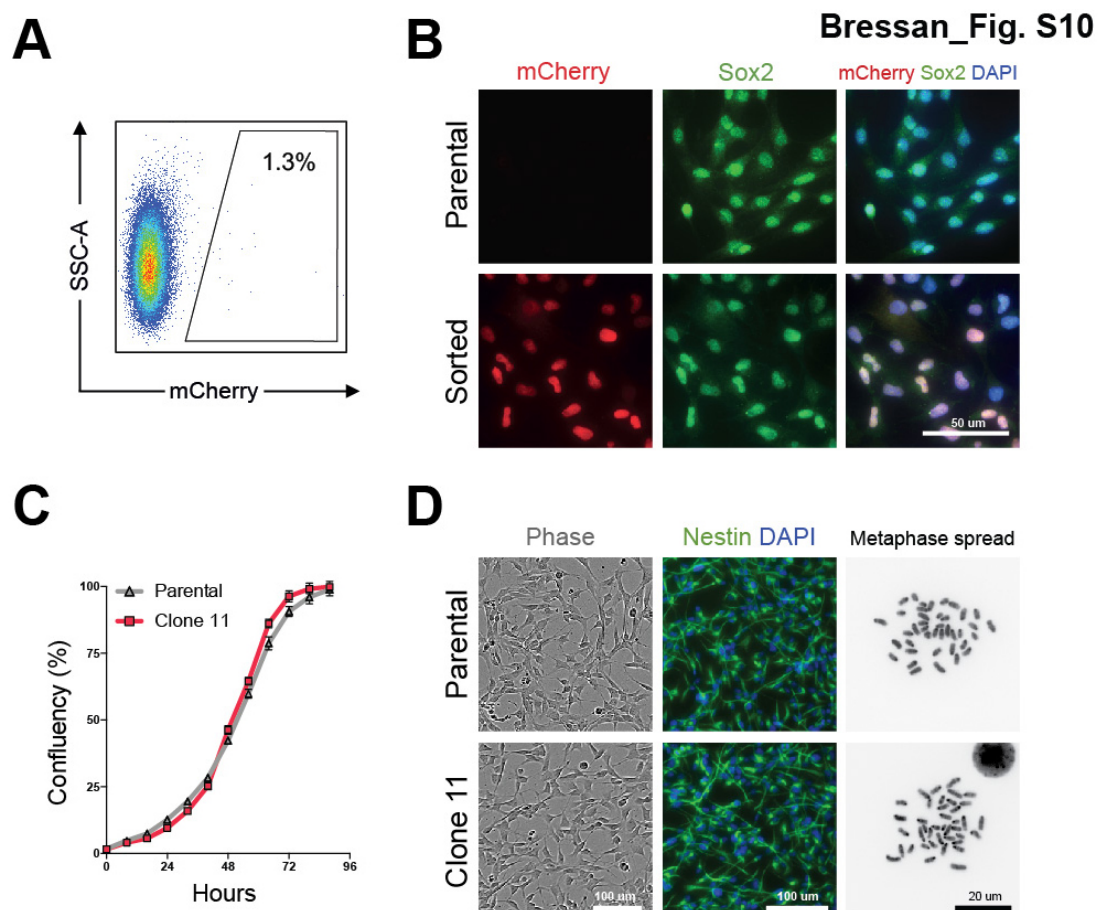 Bressan_Fig. S10
A
1.3%
SSC-A
mCherry
B
mCherry
Sox2
mCherry Sox2 DAPI
Parental
Sorted
50 um
C
Parental
Clone 11
100
75
50
25
0
0
24
48
72
96
Confluency (%)
Hours
D
Phase
Nestin DAPI
Metaphase spread
Parental
Clone 11
100 um
100 um
20 um